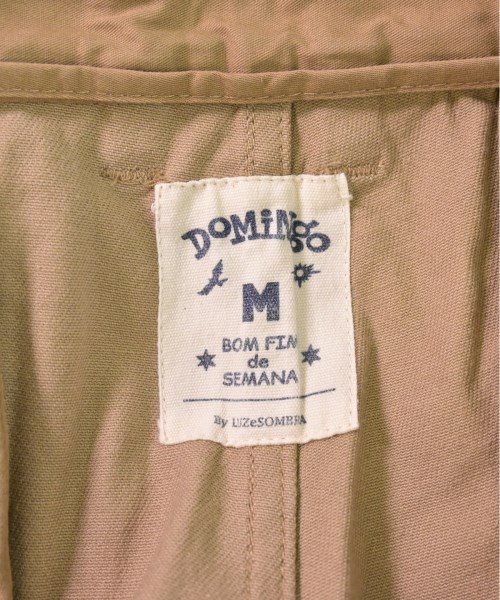 DOMiNgo
M
BOM FIM
de
SEMANA
By LUZeSOMBRA